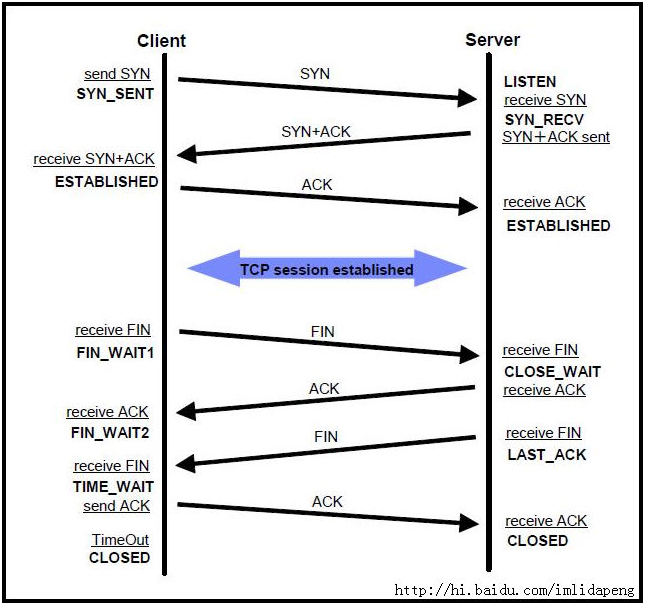 Client
Server
send SYN
SYN
LISTEN
SYN_SENT
receive SYN
SYN_RECV
SYN+ACK
SYN＋ACK sent
receive SYN+ACK
ESTABLISHED
ACK
receive ACK
ESTABLISHED
TCP session established
receive FIN
FIN
FIN_WAIT1
receive FIN
CLOSE_WAIT
ACK
receive ACK
receive ACK
FIN_WAIT2
FIN
receive FIN
LAST_ACK
receive FIN
TIME_WAIT
send ACK
ACK
receive ACK
CLOSED
TimeOut
CLOSED
http://hi.baidu.com/imlidapeng